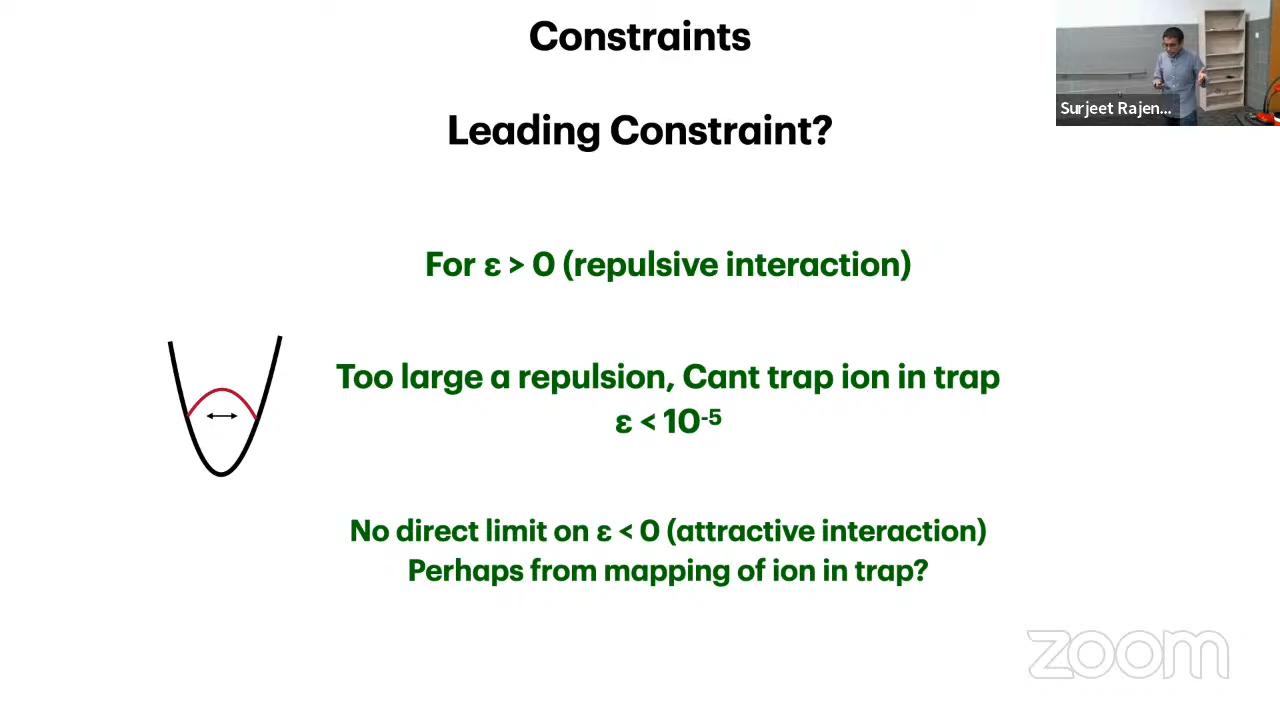 Constraints
Surjeet Rajen...
Leading Constraint?
For ε > 0 (repulsive interaction)
Too large a repulsion, Cant trap ion in trap
ε < 10⁻⁵
No direct limit on ε < 0 (attractive interaction)
Perhaps from mapping of ion in trap?
zoom